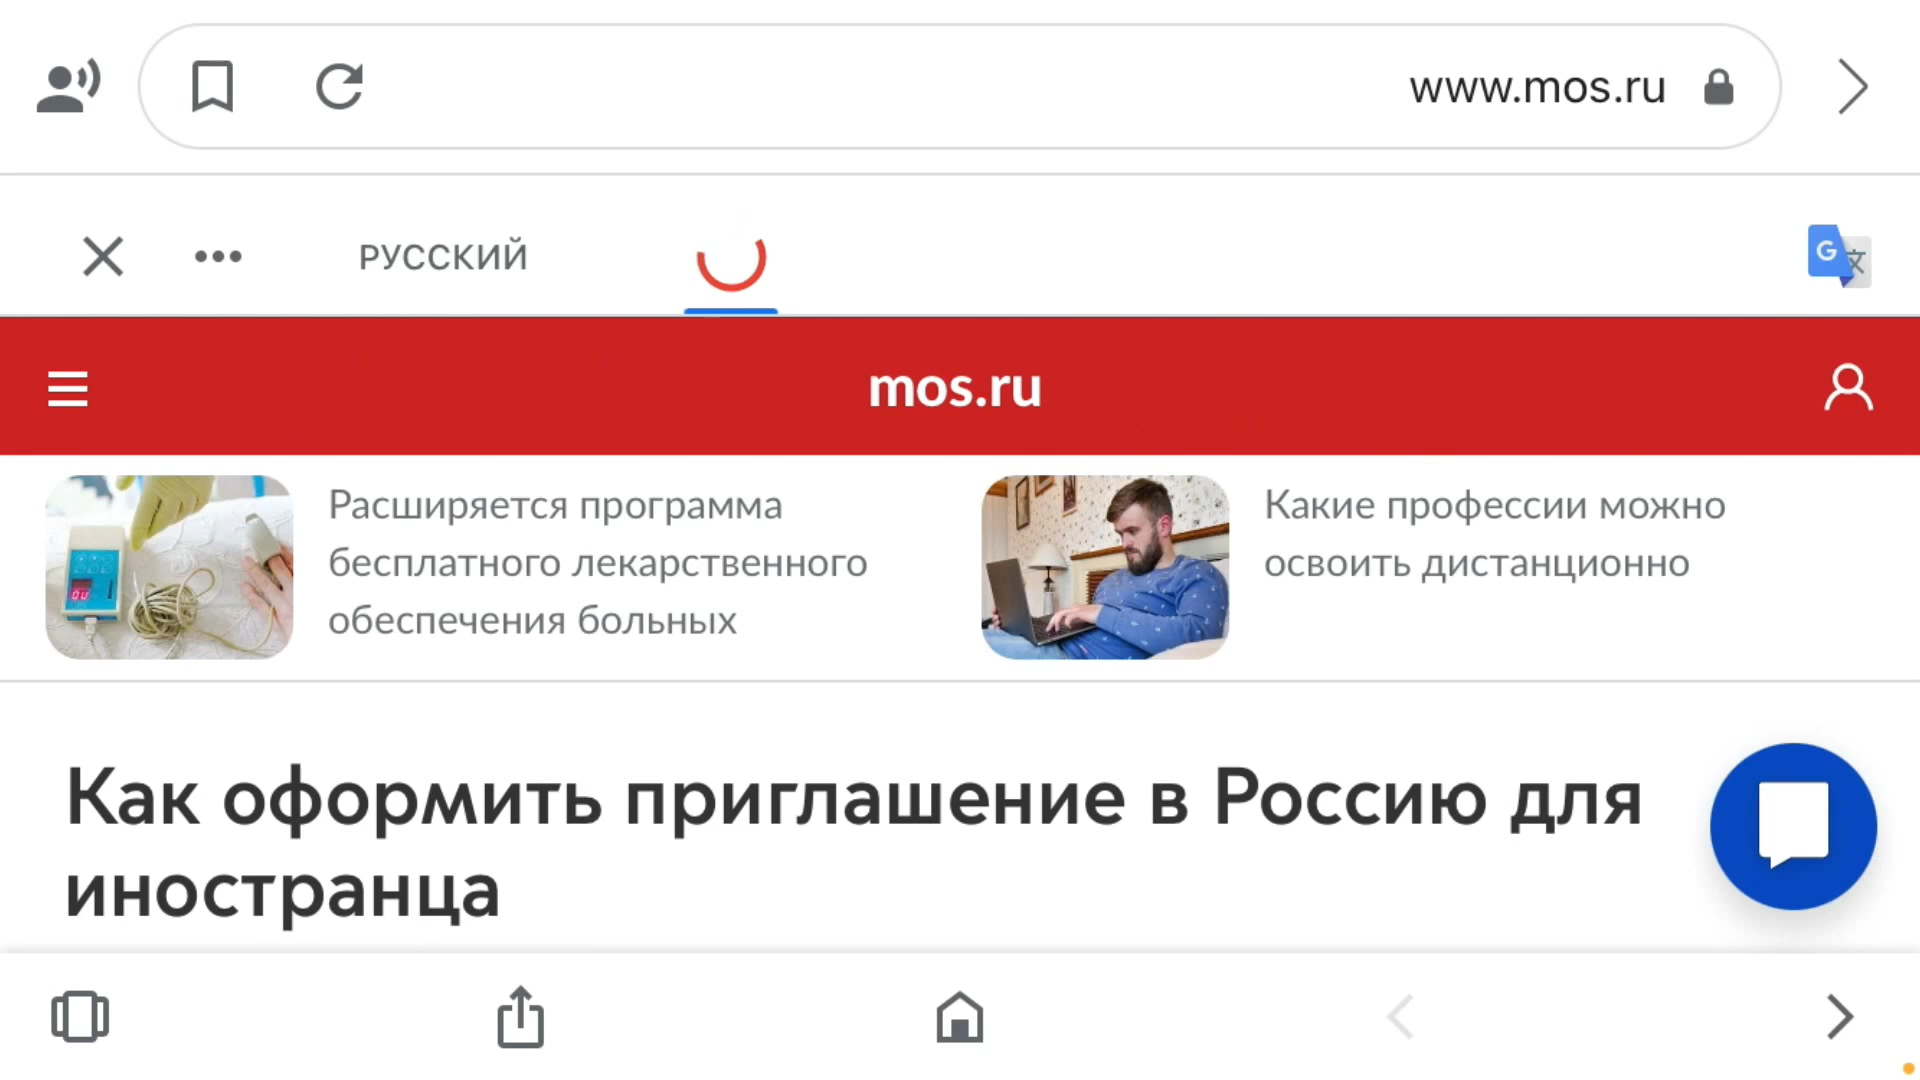 www.mos.ru
РУССКИЙ
mos.ru
Расширяется программа
бесплатного лекарственного
обеспечения больных
Какие профессии можно
освоить дистанционно
Как оформить приглашение в Россию для
иностранца